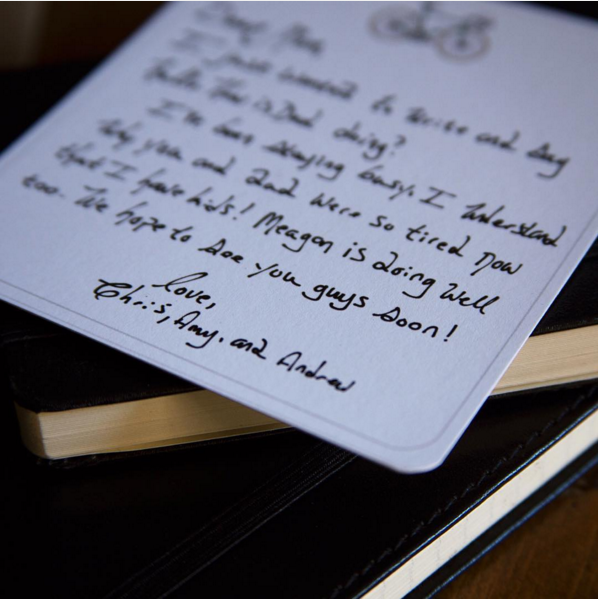 Dear Mom,
I just wanted to write and say
hello. How is Dad doing?
I've been staying busy. I understand
why you and Dad were so tired now
that I have kids! Meagan is doing well
too. We hope to see you guys soon!
love,
Chris, Amy, and Andrew